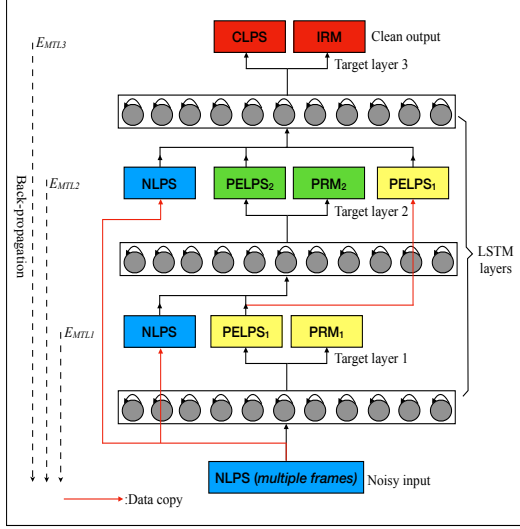 E_MTL3
CLPS
IRM
Clean output
Target layer 3
E_MTL2
NLPS
PELPS₂
PRM₂
PELPS₁
Target layer 2
Back-propagation
LSTM
layers
E_MTL1
NLPS
PELPS₁
PRM₁
Target layer 1
NLPS (multiple frames)
Noisy input
:Data copy